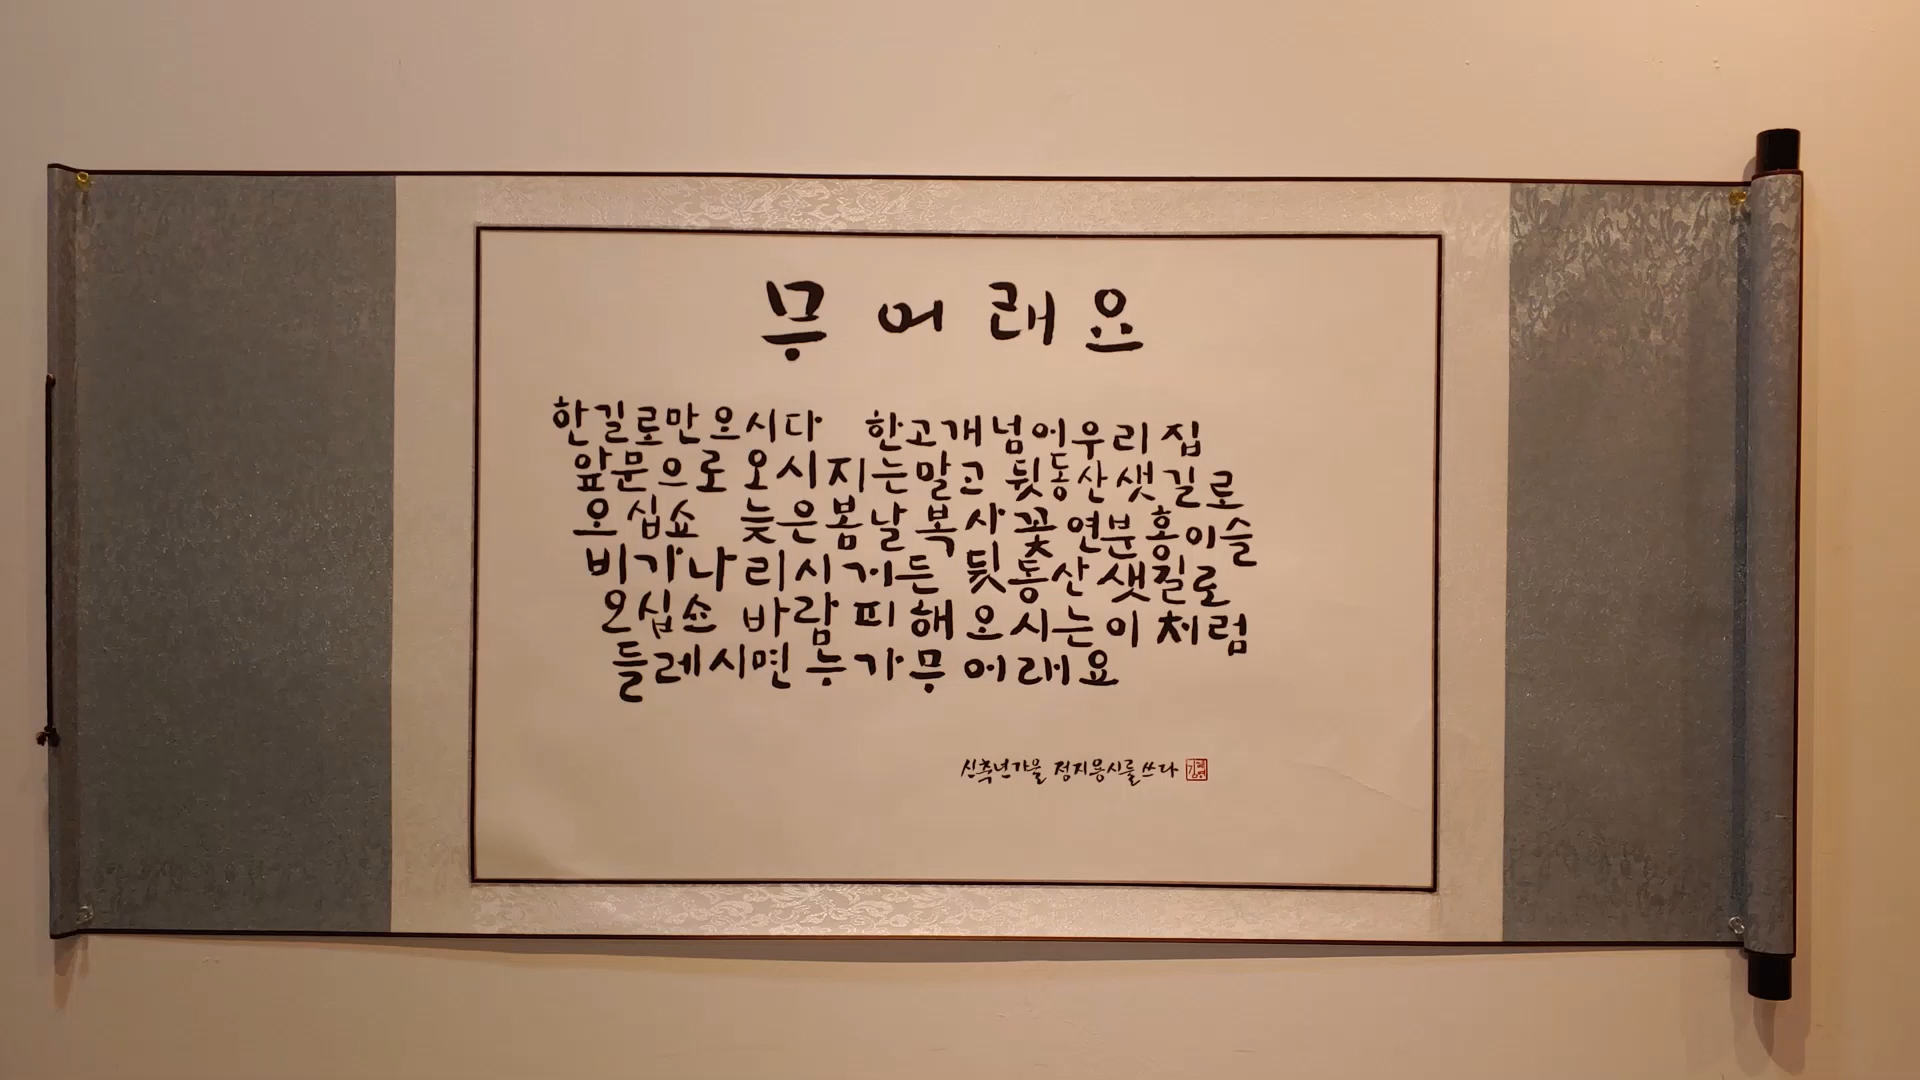 무어래요
한길로만 오시다 한고개넘어우리집
앞문으로 오시지는말고 뒷동산샛길로
오십쇼 늦은봄날 복사꽃 연분홍이슬
비가나리시거든 뒷동산샛길로
오십쇼 바람피해 오시는이처럼
들레시면 누가무어래요
신축년가을 정지용시를쓰다